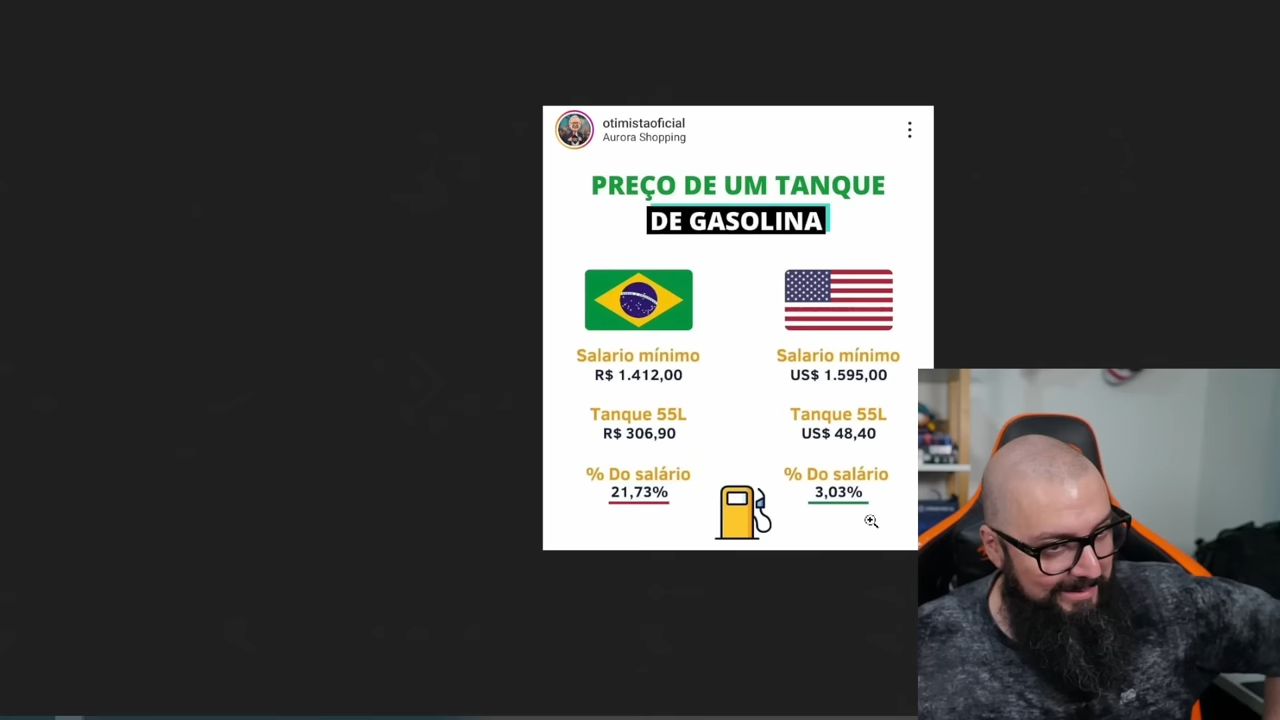 otimistaoficial
Aurora Shopping
PREÇO DE UM TANQUE
DE GASOLINA
Salario mínimo
R$ 1.412,00
Tanque 55L
R$ 306,90
% Do salário
21,73%
Salario mínimo
US$ 1.595,00
Tanque 55L
US$ 48,40
% Do salário
3,03%